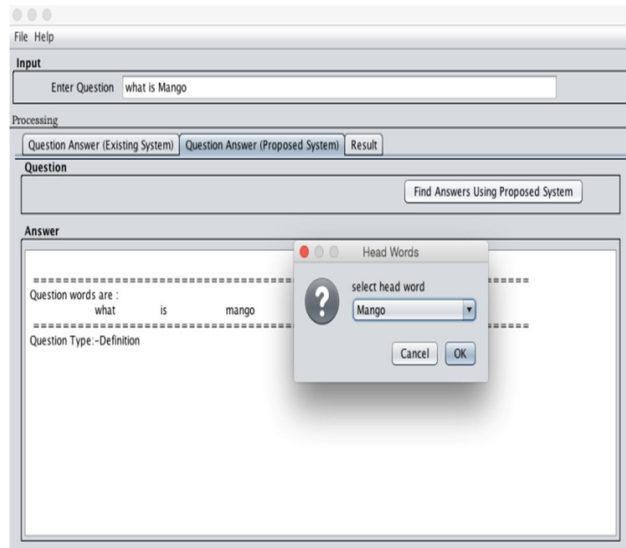 File Help
Input
Enter Question what is Mango
Processing
Question Answer (Existing System) Question Answer (Proposed System) Result
Question
Find Answers Using Proposed System
Answer
Head Words
select head word
Mango
Cancel OK
==================================
Question words are :
what is mango
==================================
Question Type:-Definition